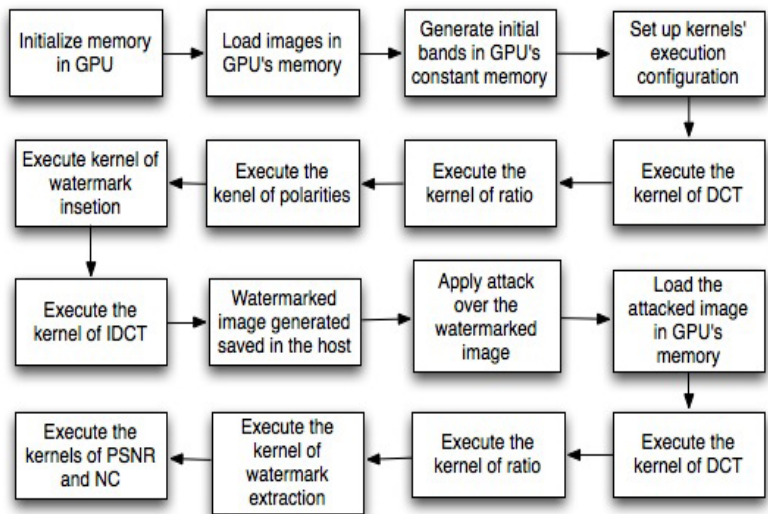 Initialize memory
in GPU
Load images in
GPU's memory
Generate initial
bands in GPU's
constant memory
Set up kernels'
execution
configuration
Execute kernel of
watermark
insetion
Execute the
kenel of polarities
Execute the
kernel of ratio
Execute the
kernel of DCT
Execute the
kernel of IDCT
Watermarked
image generated
saved in the host
Apply attack
over the
watermarked
image
Load the
attacked image
in GPU's
memory
Execute the
kernels of PSNR
and NC
Execute the
kernel of
watermark
extraction
Execute the
kernel of ratio
Execute the
kernel of DCT